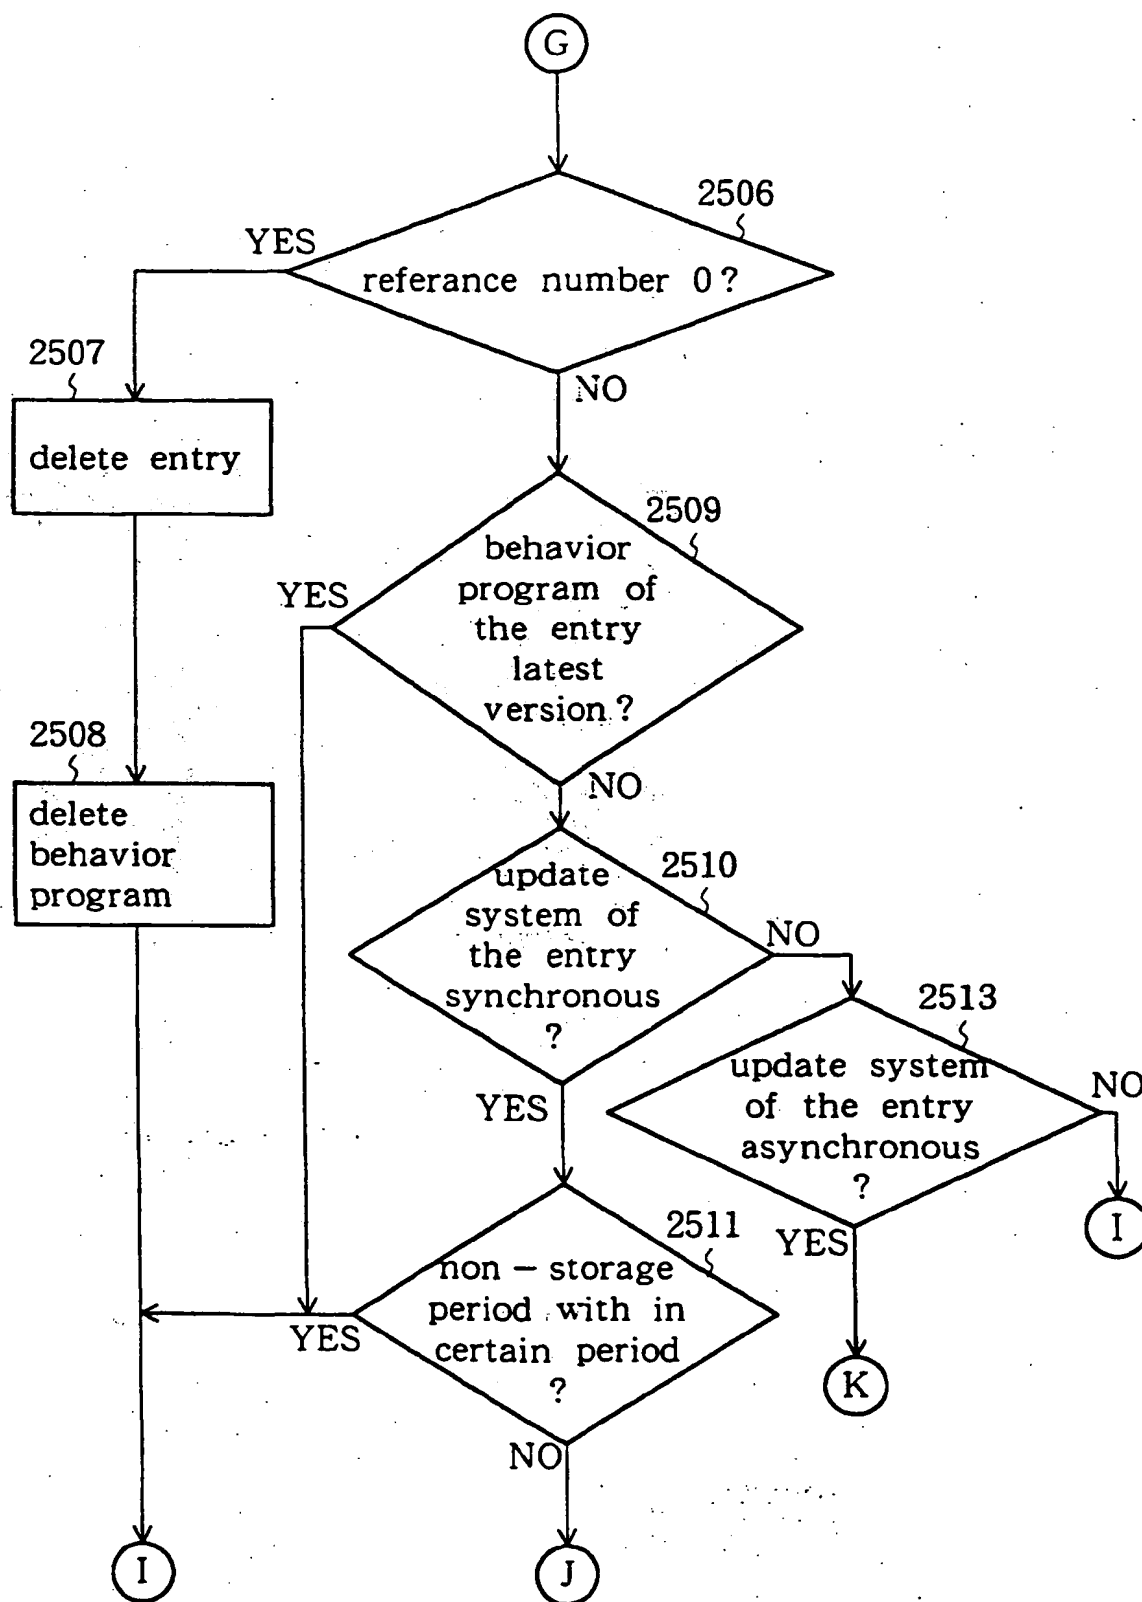 G
2506
YES
referance number 0?
2507
NO
delete entry
2509
behavior
YES
program of
the entry
latest
version?
2508
NO
delete
behavior
program
2510
update
system of
NO
the entry
synchronous
?
2513
update system
NO
of the entry
YES
asynchronous
?
I
2511
YES
non-storage
period with in
YES
certain period
?
K
NO
I
J